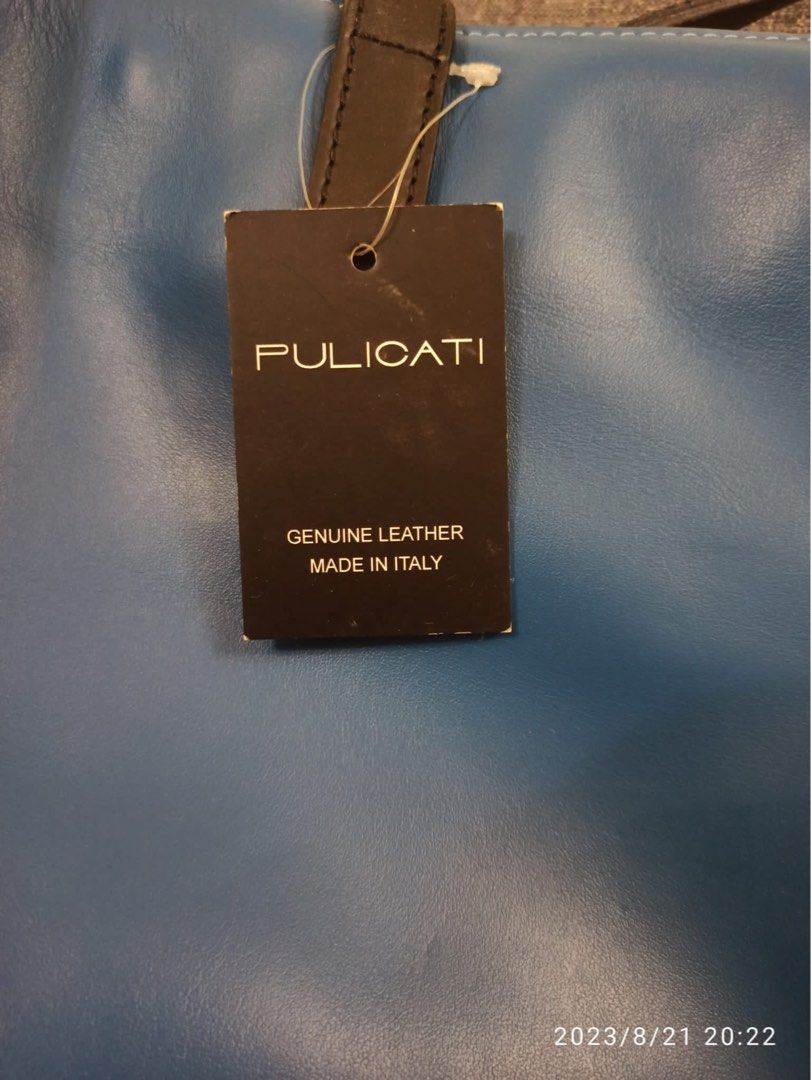 PULICATI
GENUINE LEATHER
MADE IN ITALY
2023/8/21 20:22